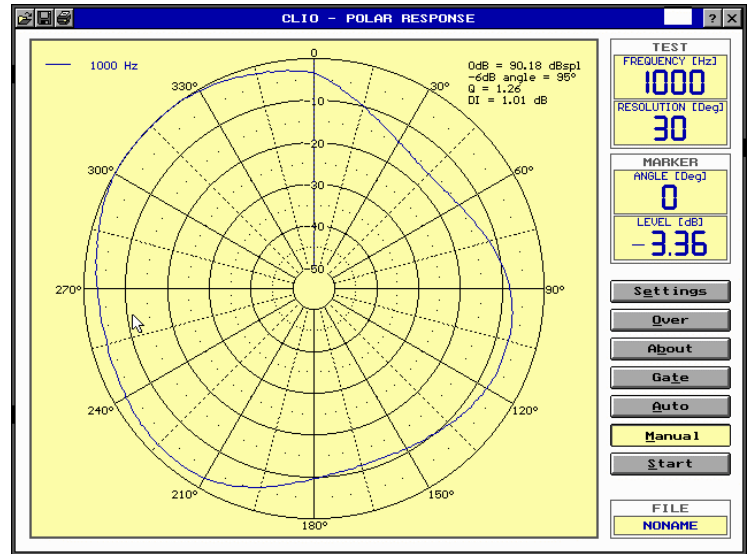 CLIO - POLAR RESPONSE
? X
1000 Hz
0dB = 90.18 dBspl
-6dB angle = 95°
Q = 1.26
DI = 1.01 dB
0
330°
30°
-10
-20
300°
60°
-30
-40
-50
270°
90°
240°
120°
210°
150°
180°
TEST
FREQUENCY [Hz]
1000
RESOLUTION [Deg]
30
MARKER
ANGLE [Deg]
0
LEVEL [dB]
-3.36
Settings
Over
About
Gate
Auto
Manual
Start
FILE
NONAME